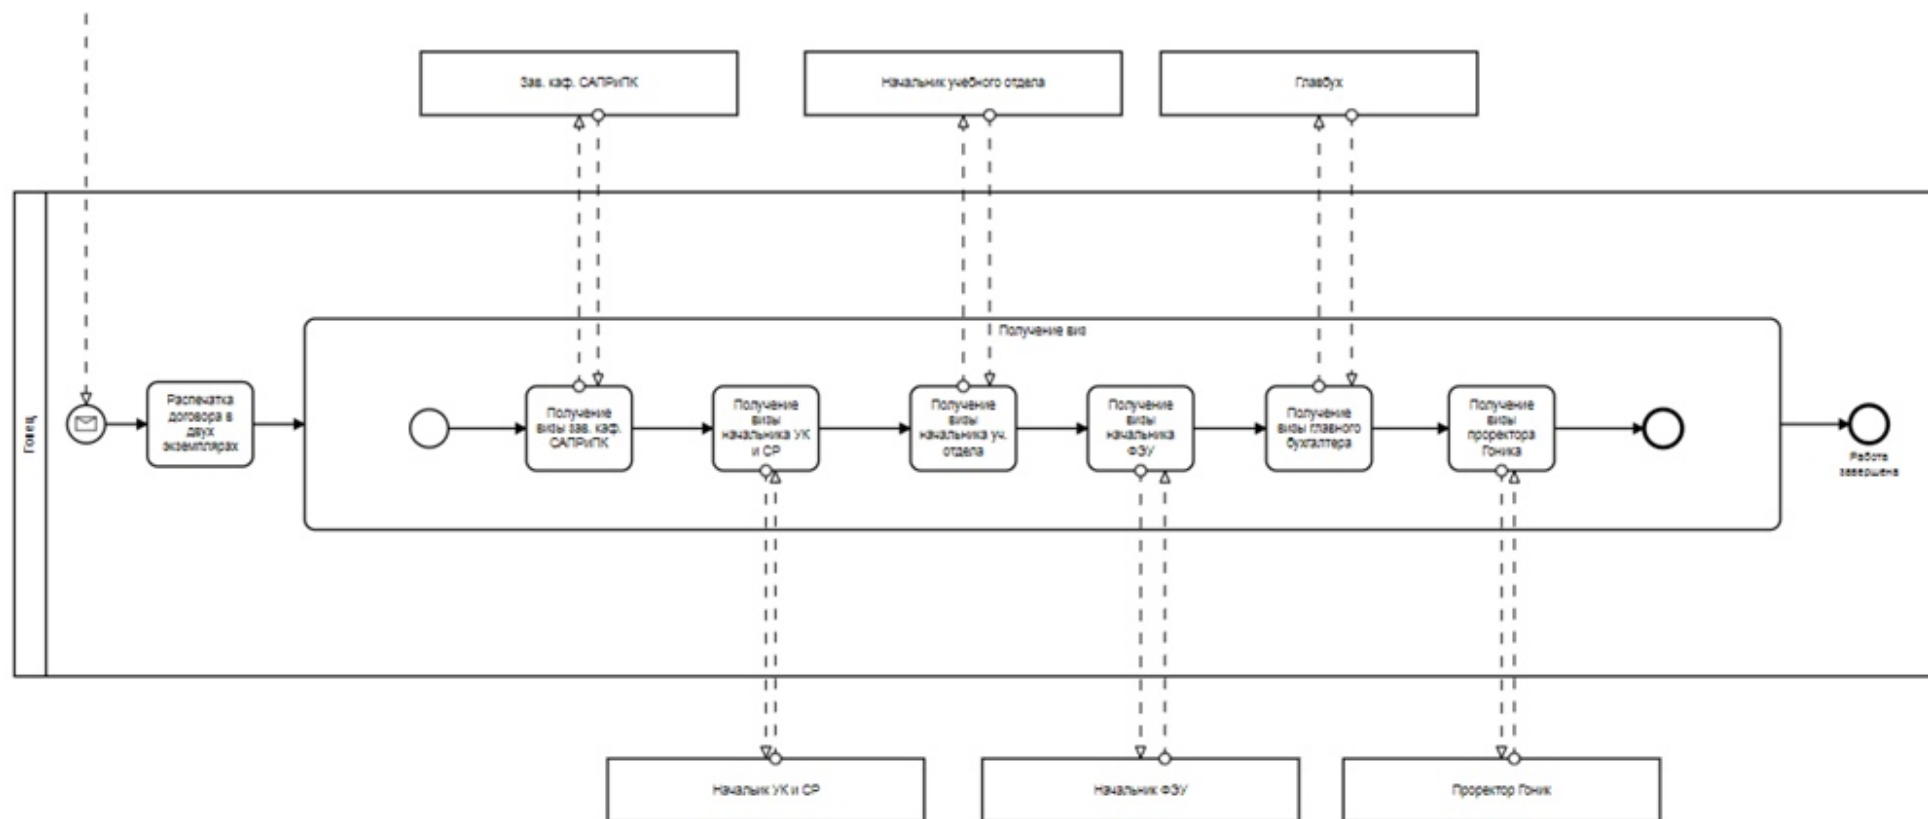 Зав. каф. САПРиПК
Начальник учебного отдела
Главбух
Говец
Получение виз
Распечатка
договора в
двух
экземплярах
Получение
визы зав. каф.
САПРиПК
Получение
визы
начальника УК
и СР
Получение
визы
начальника уч.
отдела
Получение
визы
начальника
ФЭУ
Получение
визы главного
бухгалтера
Получение
визы
проректора
Гоника
Работа
завершена
Начальик УК и СР
Начальник ФЭУ
Проректор Гоник